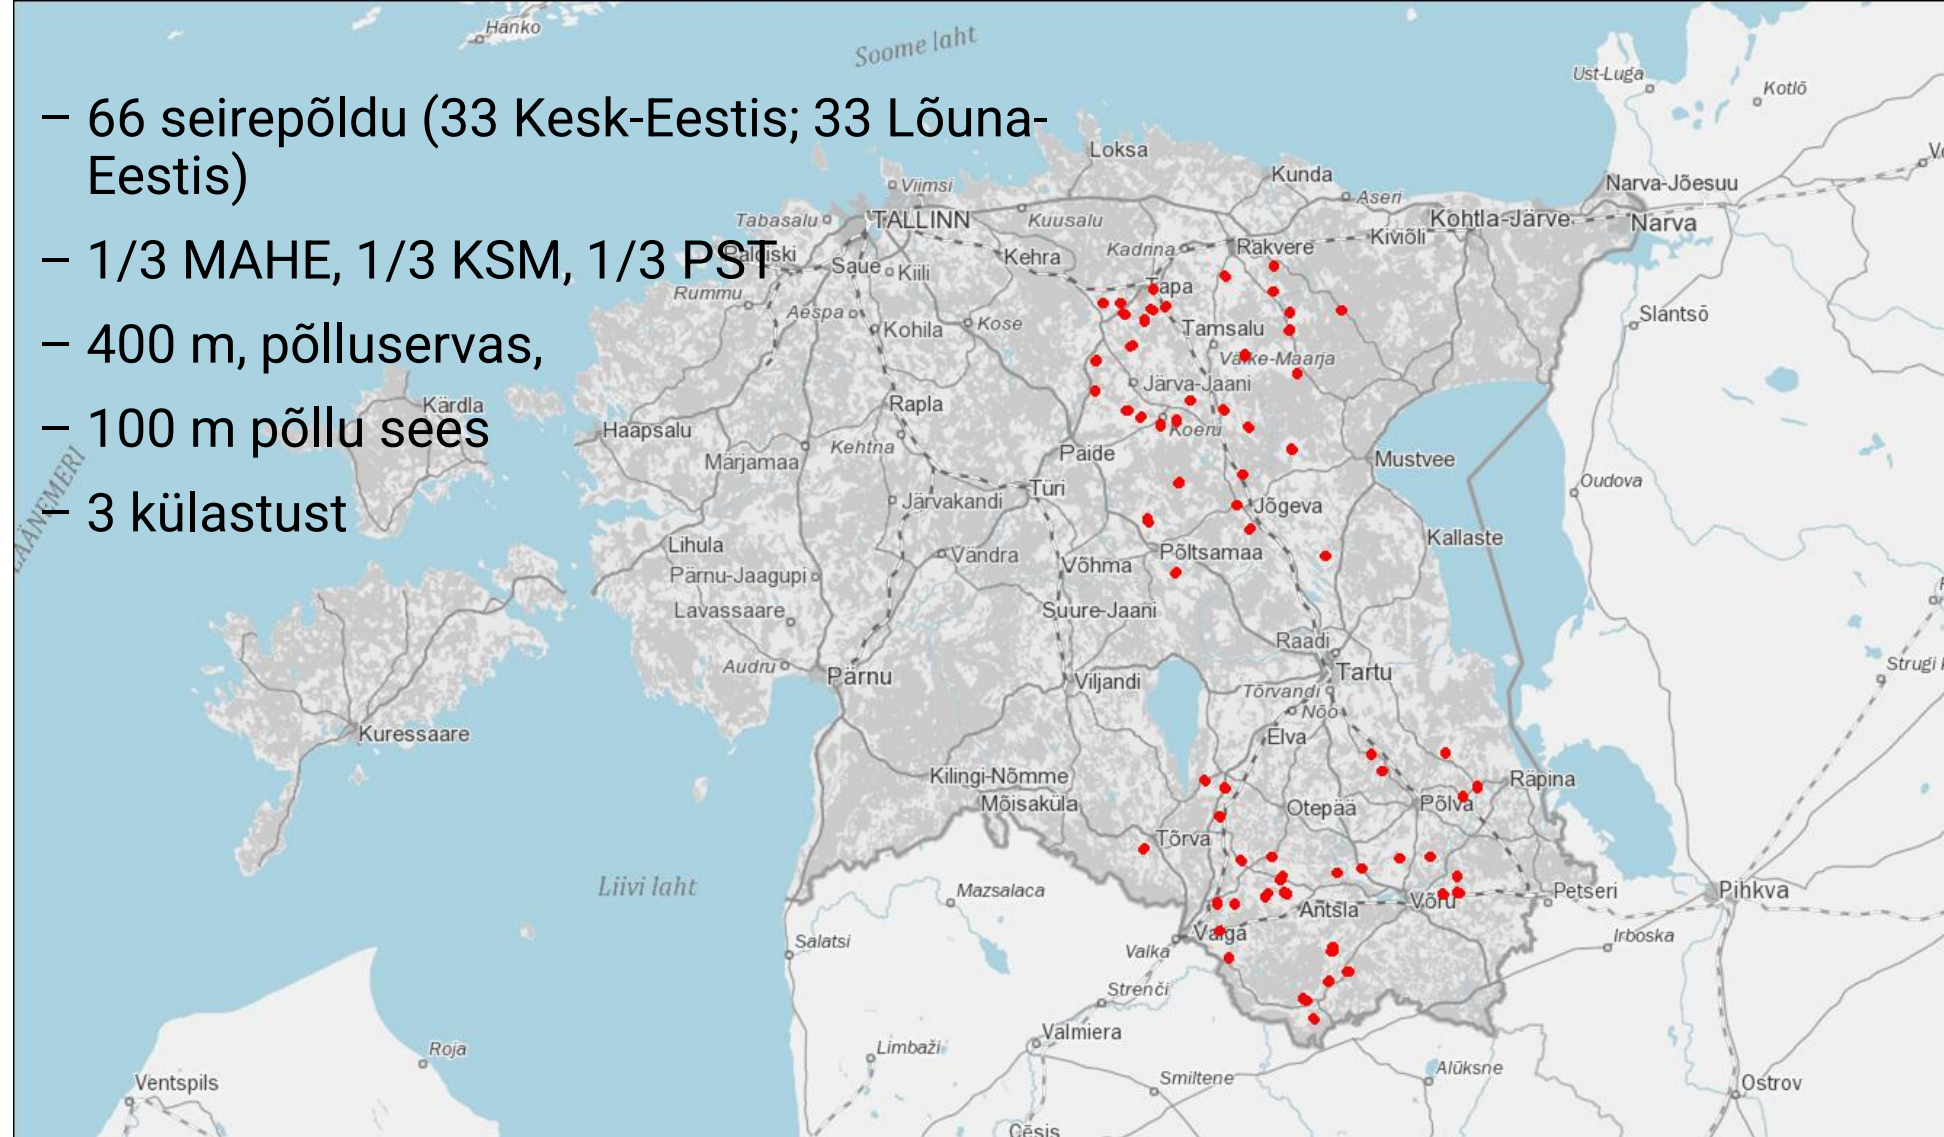 – 66 seirepõldu (33 Kesk-Eestis; 33 Lõuna-
Eestis)
– 1/3 MAHE, 1/3 KSM, 1/3 PST
– 400 m, põlluservas,
– 100 m põllu sees
– 3 külastust
Hanko
Soome laht
Ust-Luga
Kotlõ
Loksa
Kunda
Viimsi
Aseri
Narva-Jõesuu
Tabasalu
TALLINN
Kuusalu
Kohtla-Järve
Narva
Paldiski
Saue
Kiili
Kehra
Kadrina
Rakvere
Kiviõli
Rummu
Tapa
Aespa
Kohila
Kose
Tamsalu
Slantsõ
Väike-Maarja
Järva-Jaani
Kärdla
Rapla
Haapsalu
Kehtna
Koeru
LÄÄNEMERI
Märjamaa
Paide
Mustvee
Türi
Oudova
Järvakandi
Jõgeva
Lihula
Vändra
Põltsamaa
Kallaste
Pärnu-Jaagupi
Võhma
Lavassaare
Suure-Jaani
Raadi
Audru
Pärnu
Viljandi
Tartu
Strugi
Tõrvandi
Nõo
Kuressaare
Elva
Kilingi-Nõmme
Räpina
Mõisaküla
Otepää
Põlva
Tõrva
Liivi laht
Mazsalaca
Võru
Petseri
Pihkva
Antsla
Salatsi
Valga
Irboska
Valka
Strenči
Valmiera
Roja
Limbaži
Alūksne
Ventspils
Smiltene
Ostrov
Cēsis